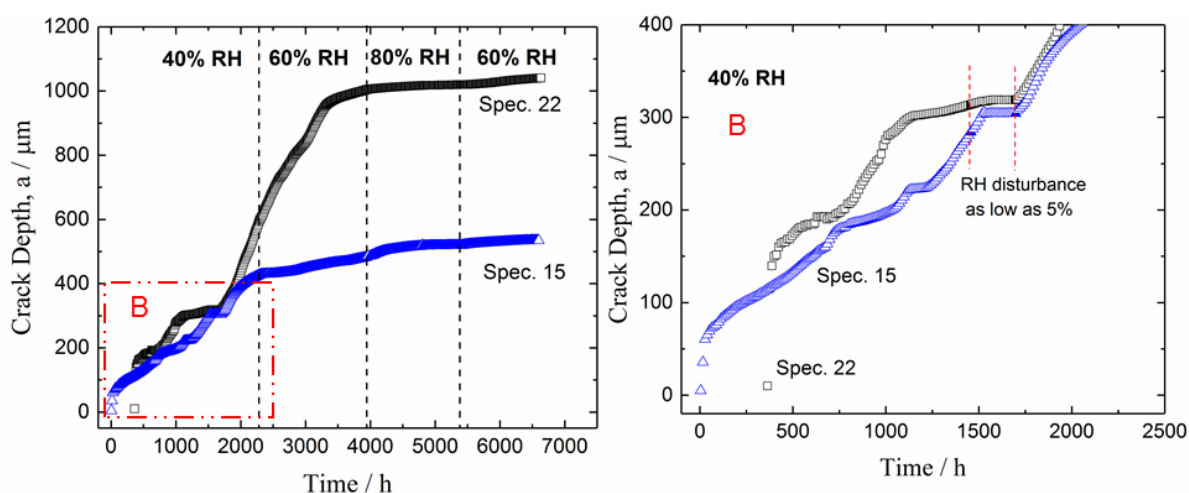 1200
1000
800
600
400
200
0
Crack Depth, a / μm
40% RH
60% RH
80% RH
60% RH
Spec. 22
Spec. 15
B
0
1000
2000
3000
4000
5000
6000
7000
Time / h
400
300
200
100
0
Crack Depth, a / μm
40% RH
B
RH disturbance
as low as 5%
Spec. 15
Spec. 22
0
500
1000
1500
2000
2500
Time / h